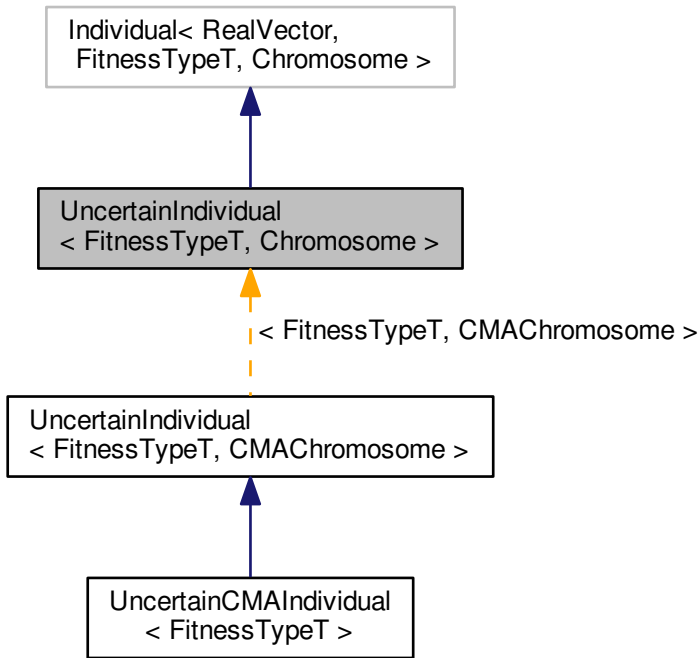 Individual< RealVector,
FitnessTypeT, Chromosome >
UncertainIndividual
< FitnessTypeT, Chromosome >
< FitnessTypeT, CMAChromosome >
UncertainIndividual
< FitnessTypeT, CMAChromosome >
UncertainCMAIndividual
< FitnessTypeT >